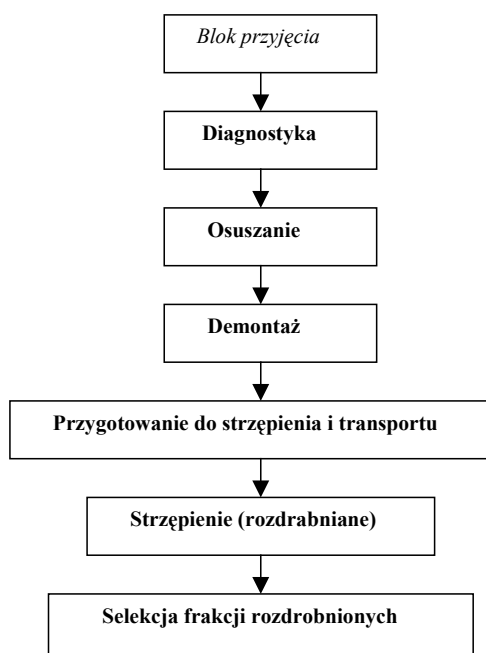 Blok przyjęcia
Diagnostyka
Osuszanie
Demontaż
Przygotowanie do strzępienia i transportu
Strzępienie (rozdrabniane)
Selekcja frakcji rozdrobnionych